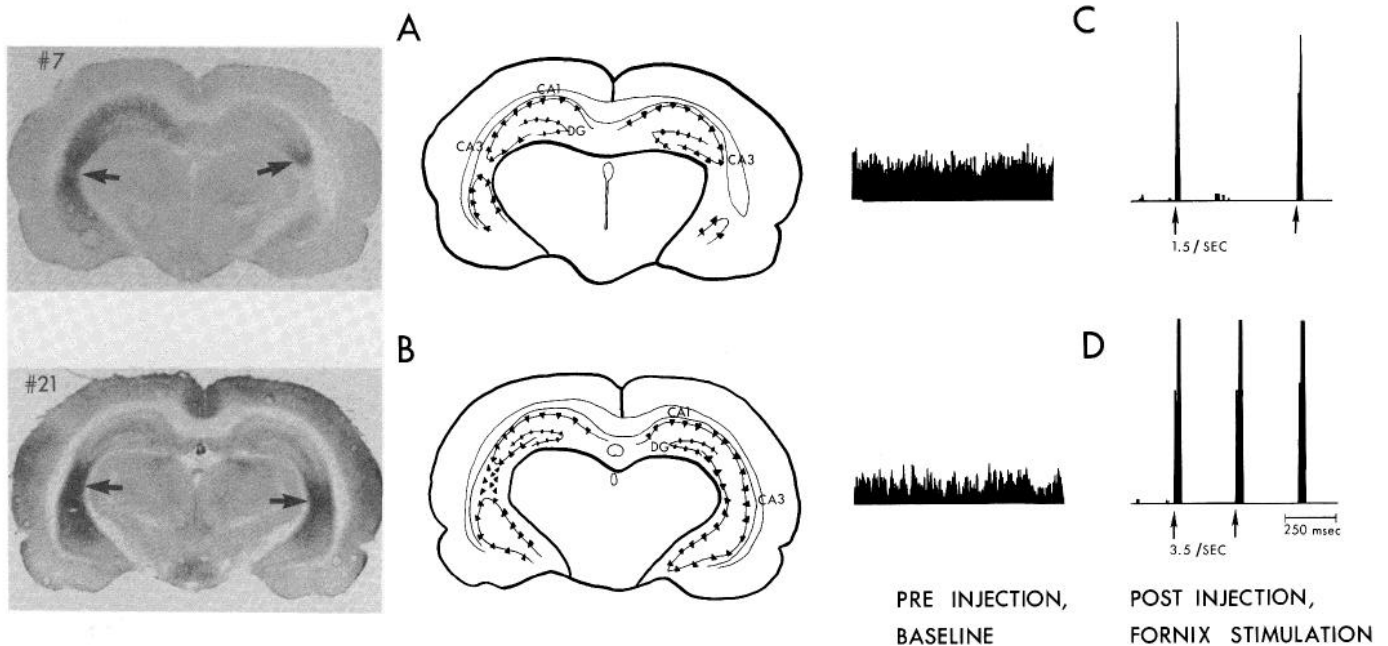 #7
A
CA1
CA3
DG
CA3
C
1.5 / SEC
#21
B
CA1
DG
CA3
D
3.5 /SEC
250 msec
PRE INJECTION,
BASELINE
POST INJECTION,
FORNIX STIMULATION